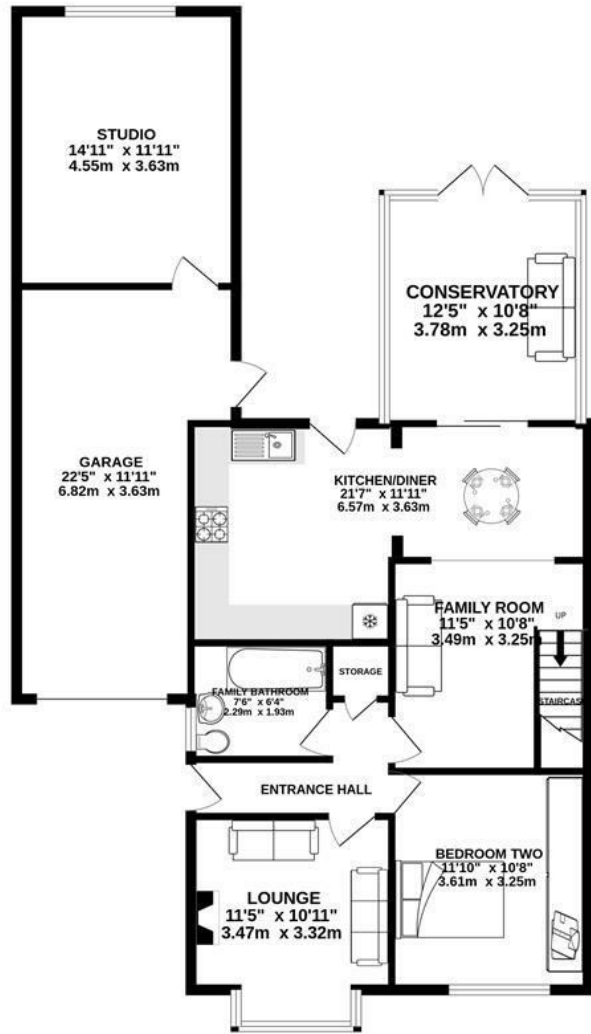 STUDIO
14'11" x 11'11"
4.55m x 3.63m
CONSERVATORY
12'5" x 10'8"
3.78m x 3.25m
GARAGE
22'5" x 11'11"
6.82m x 3.63m
KITCHEN/DINER
21'7" x 11'11"
6.57m x 3.63m
FAMILY ROOM
11'5" x 10'8"
3.49m x 3.25m
UP
STAIRCAS
STORAGE
FAMILY BATHROOM
7'6" x 6'4"
2.29m x 1.93m
ENTRANCE HALL
LOUNGE
11'5" x 10'11"
3.47m x 3.32m
BEDROOM TWO
11'10" x 10'8"
3.61m x 3.25m